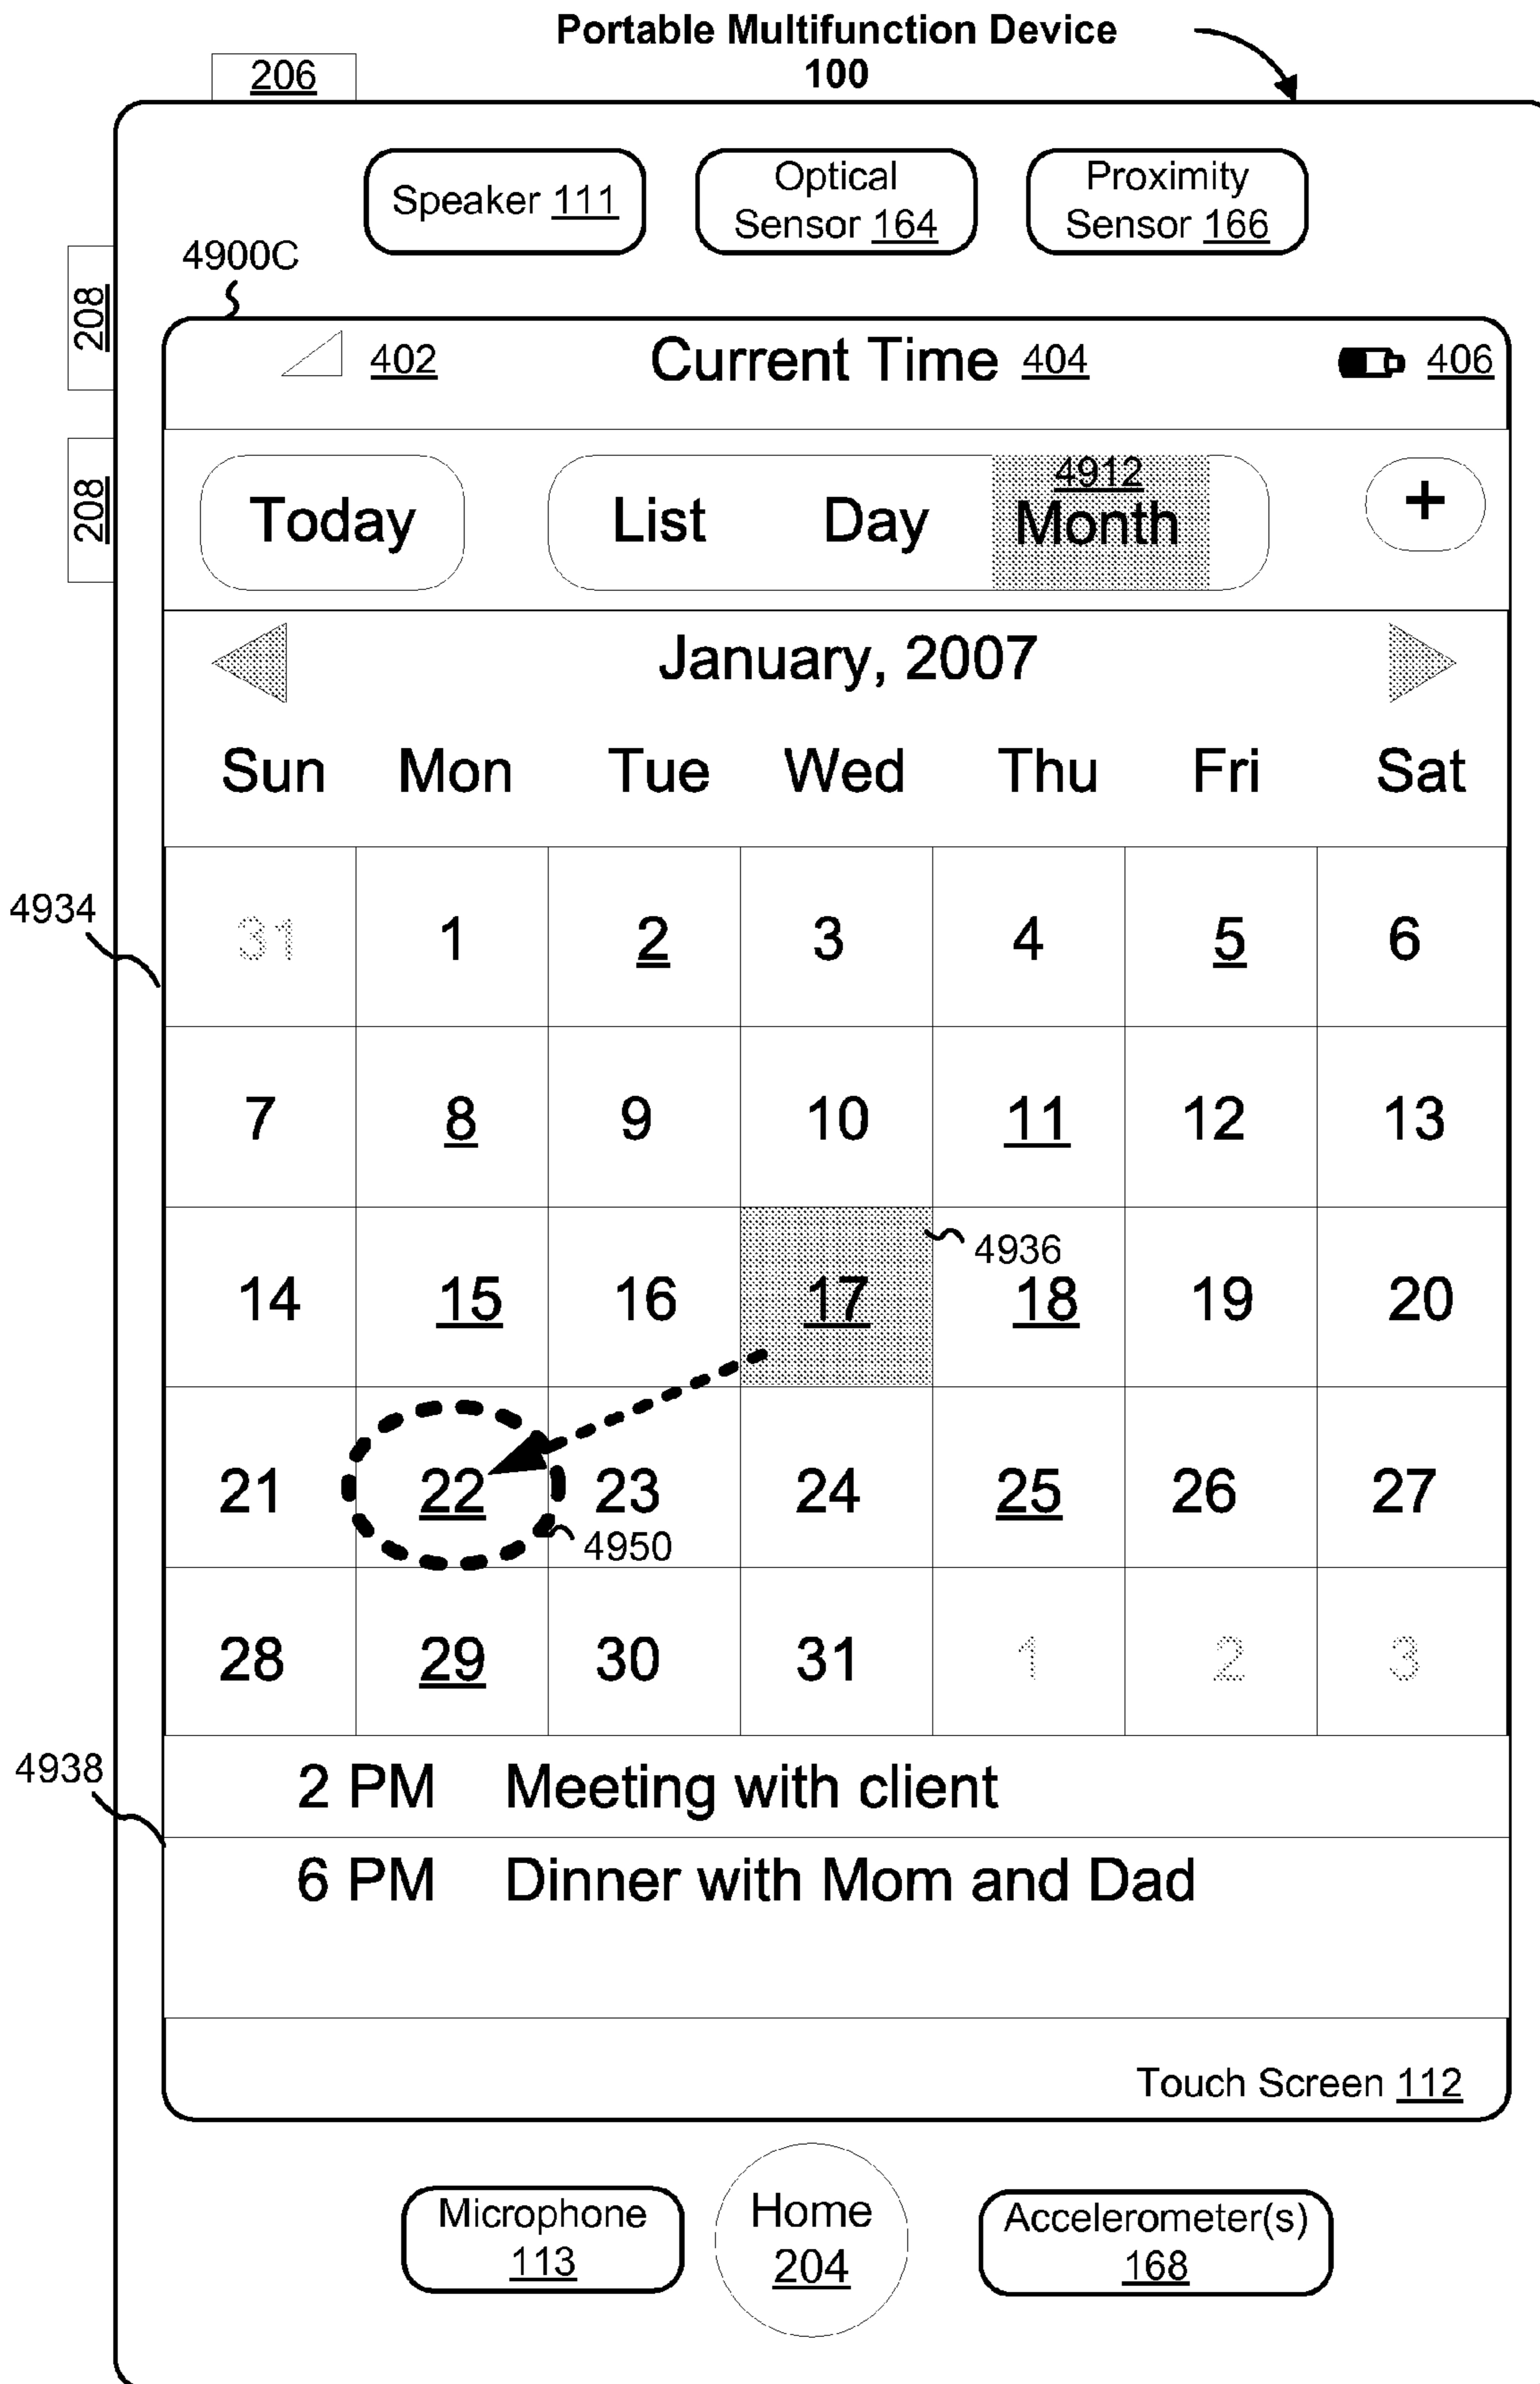 Portable Multifunction Device
100
206
Speaker 111
Optical
Sensor 164
Proximity
Sensor 166
4900C
208
402
Current Time 404
406
208
Today
List
Day
4912
Month
+
January, 2007
Sun Mon Tue Wed Thu Fri Sat
4934
31 1 2 3 4 5 6
7 8 9 10 11 12 13
4936
14 15 16 17 18 19 20
21 22 23 24 25 26 27
4950
28 29 30 31 1 2 3
4938
2 PM Meeting with client
6 PM Dinner with Mom and Dad
Touch Screen 112
Microphone
113
Home
204
Accelerometer(s)
168